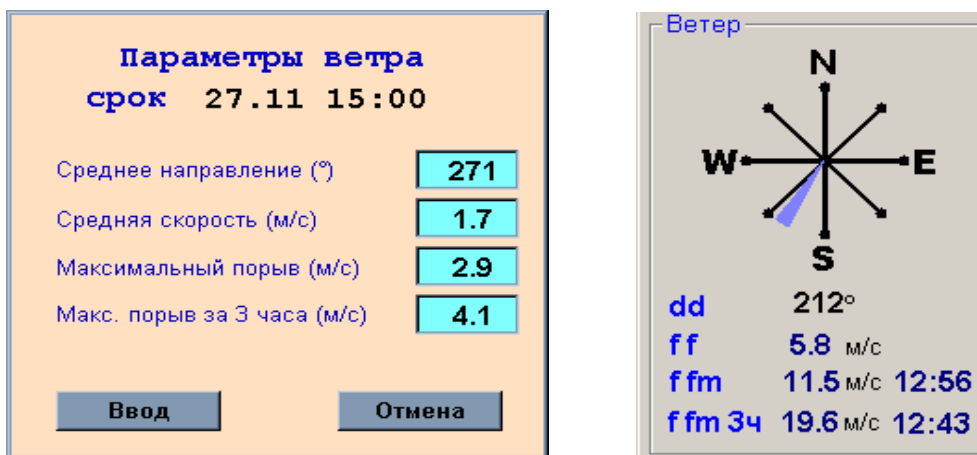 Параметры ветра
срок 27.11 15:00
Среднее направление (°) 271
Средняя скорость (м/с) 1.7
Максимальный порыв (м/с) 2.9
Макс. порыв за 3 часа (м/с) 4.1
Ввод Отмена
Ветер
N
W E
S
dd 212°
ff 5.8 м/с
ffm 11.5 м/с 12:56
ffm 3ч 19.6 м/с 12:43